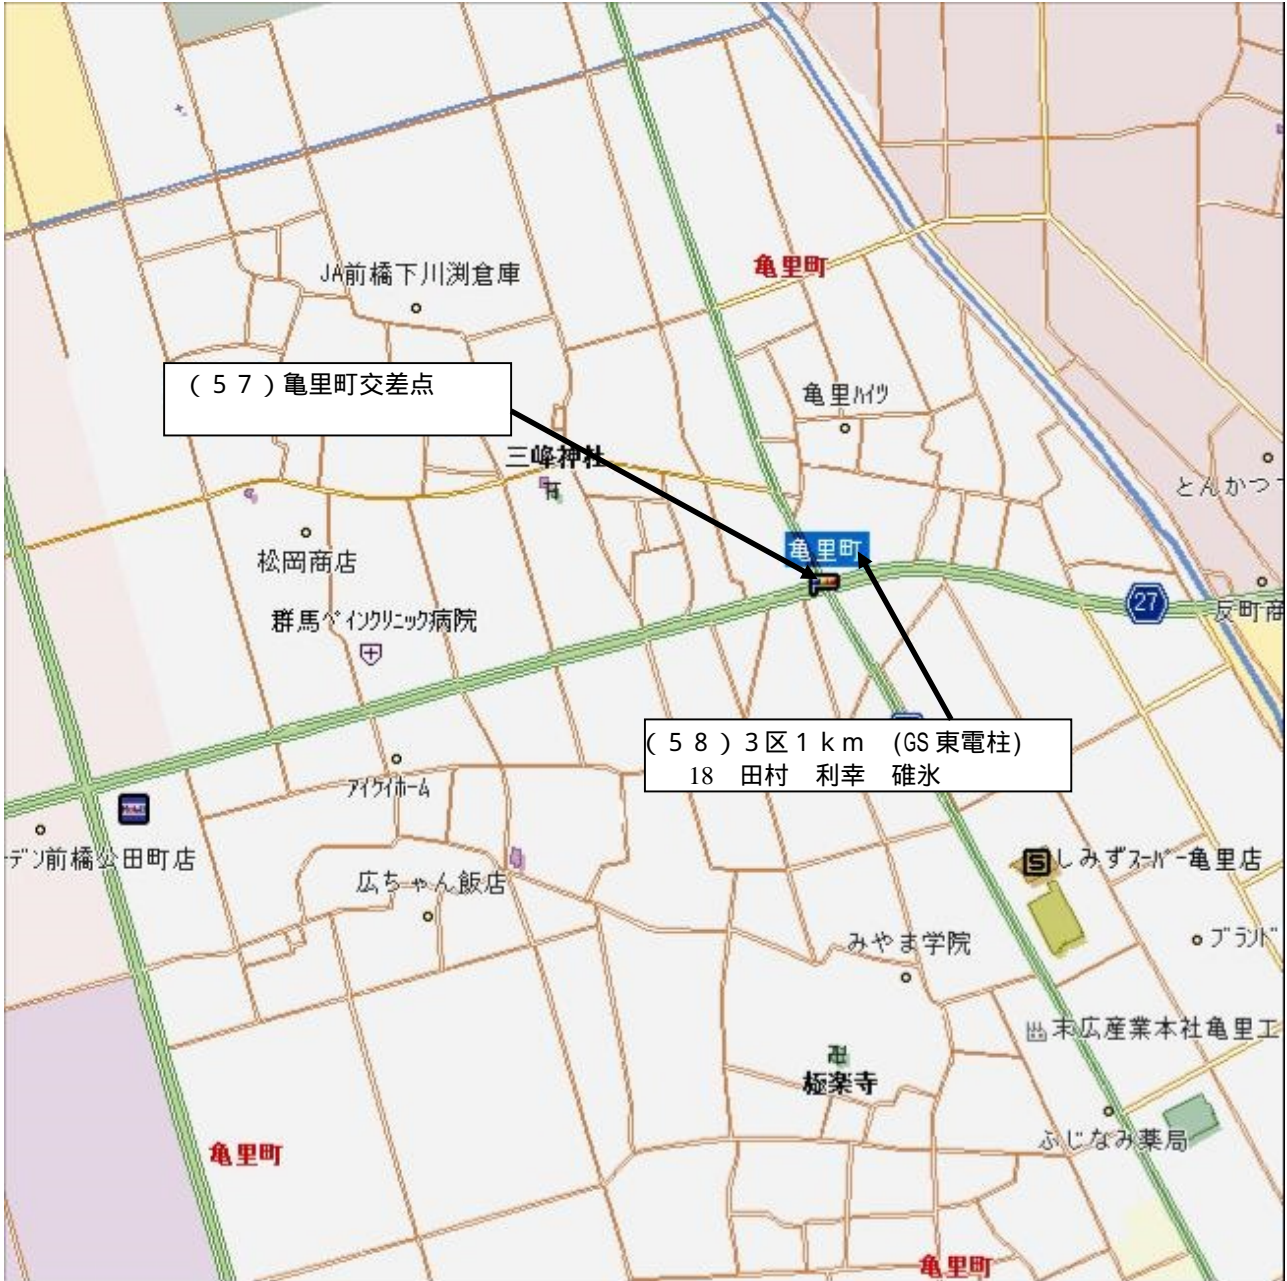 亀里町
JA前橋下川渕倉庫
(57)亀里町交差点
亀里ハイツ
三峰神社
とんかつ
松岡商店
亀里町
群馬ペインクリニック病院
27
反町商
(58)3区1km (GS東電柱)
18 田村 利幸 碓氷
アイケイホーム
ーデン前橋公田町店
広ちゃん飯店
S
しみずスーパー亀里店
みやま学院
ブランド
末広産業本社亀里工
極楽寺
ふじなみ薬局
亀里町
亀里町